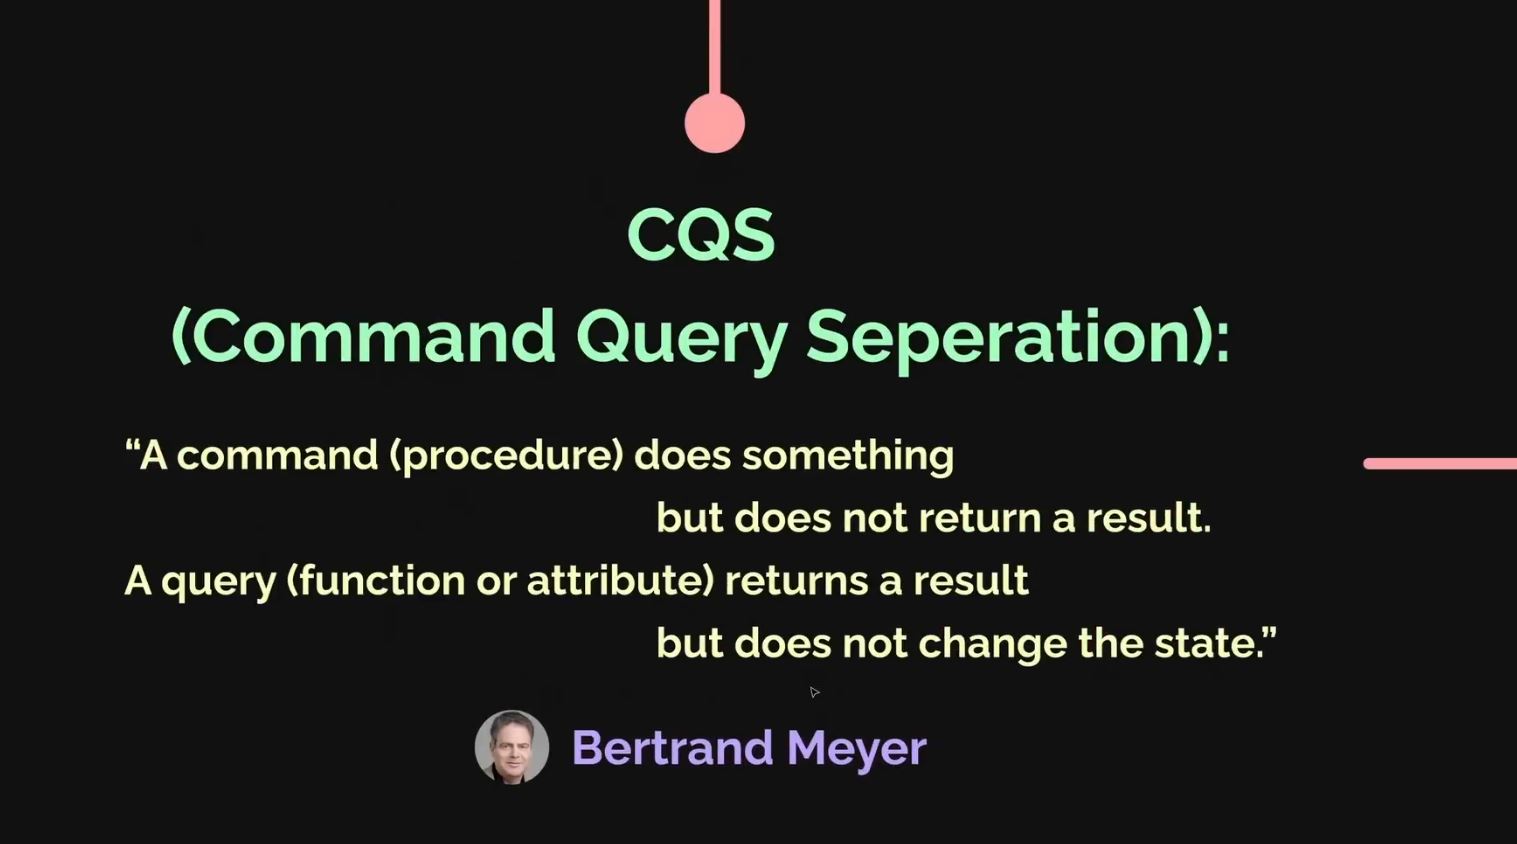 CQS
(Command Query Seperation):
“A command (procedure) does something
but does not return a result.
A query (function or attribute) returns a result
but does not change the state.”
Bertrand Meyer